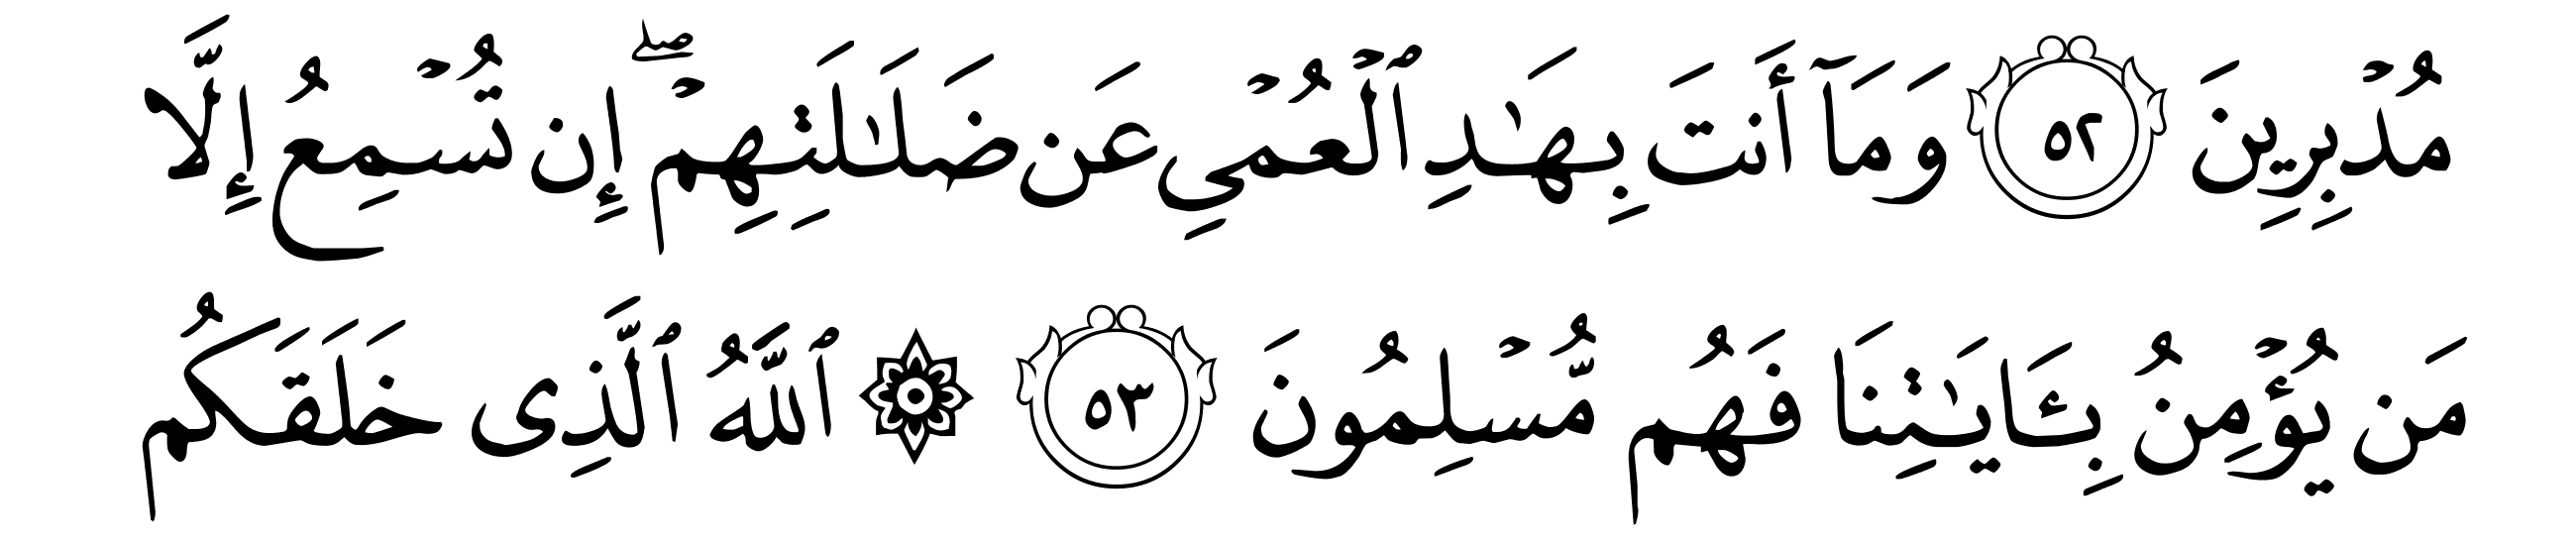 مُدۡبِرِينَ ٥٢ وَمَآ أَنتَ بِهَٰدِ ٱلۡعُمۡيِ عَن ضَلَٰلَتِهِمۡۖ إِن تُسۡمِعُ إِلَّا
مَن يُؤۡمِنُ بِـَٔايَٰتِنَا فَهُم مُّسۡلِمُونَ ٥٣ ۞ ٱللَّهُ ٱلَّذِى خَلَقَكُم